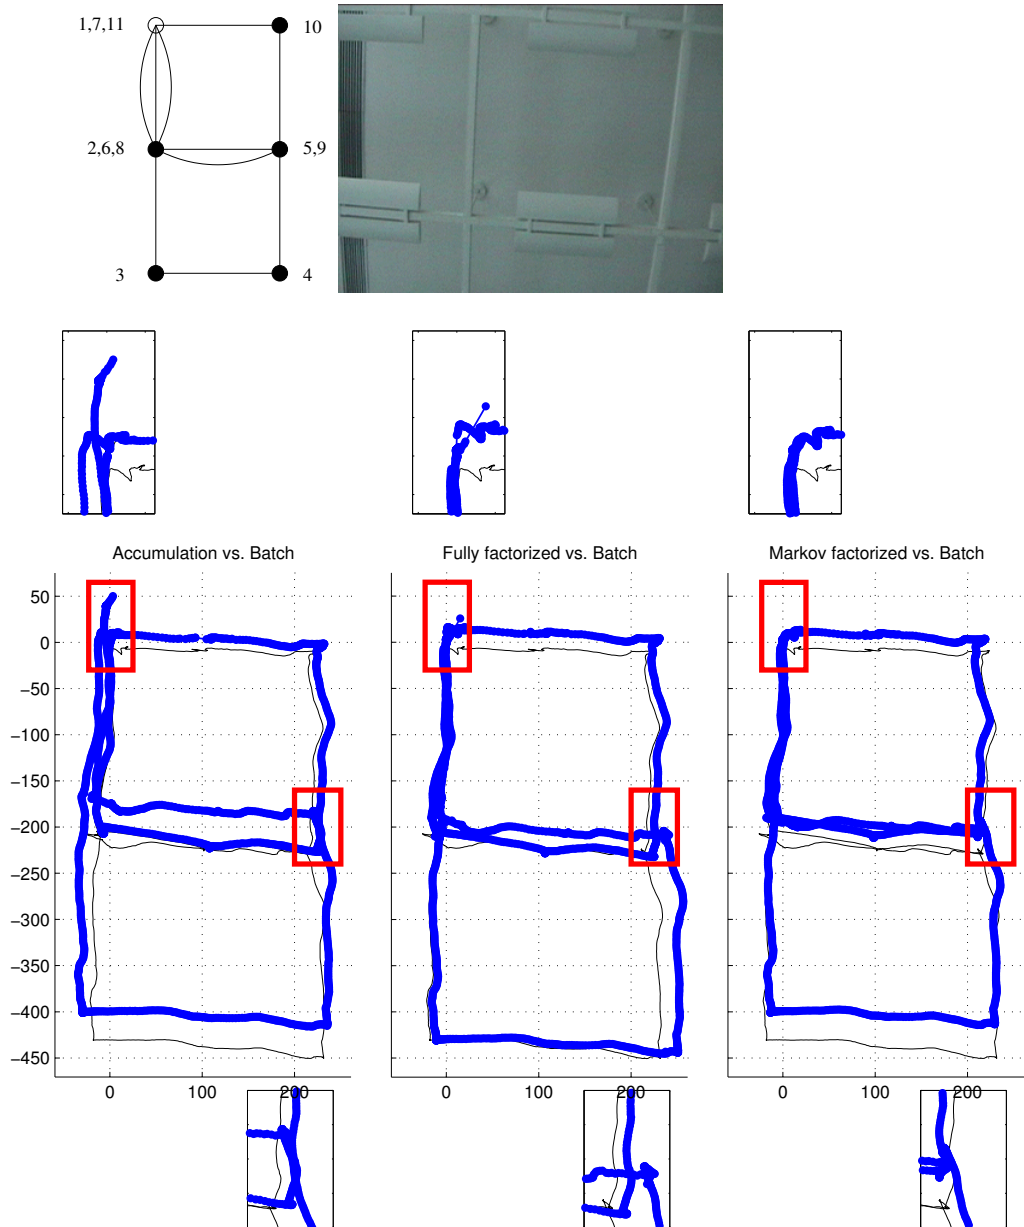 1,7,11
10
2,6,8
5,9
3
4
Accumulation vs. Batch
Fully factorized vs. Batch
Markov factorized vs. Batch
50
0
−50
−100
−150
−200
−250
−300
−350
−400
−450
0 100 200
0 100 200
0 100 200